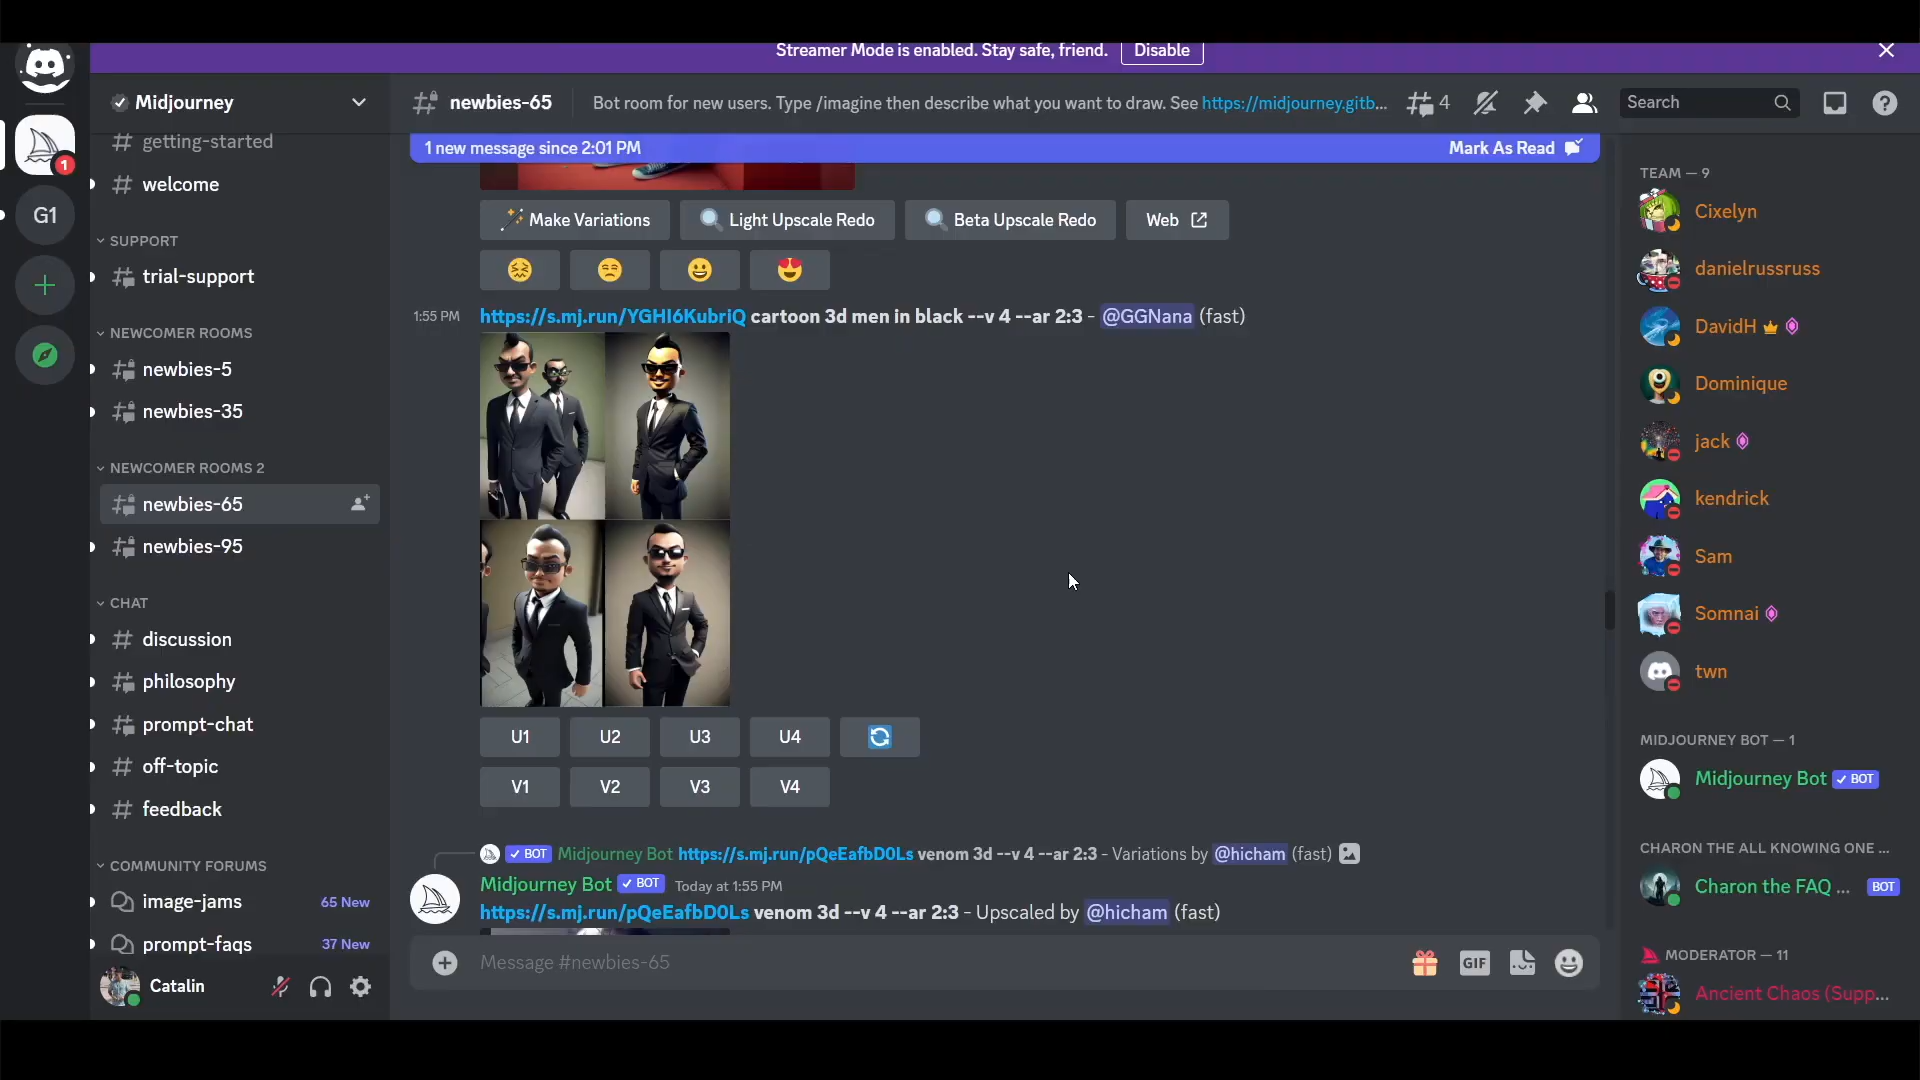 Streamer Mode is enabled. Stay safe, friend. Disable
1
G1
Midjourney
getting-started
welcome
SUPPORT
trial-support
NEWCOMER ROOMS
newbies-5
newbies-35
NEWCOMER ROOMS 2
newbies-65
newbies-95
CHAT
discussion
philosophy
prompt-chat
off-topic
feedback
COMMUNITY FORUMS
image-jams 65 New
prompt-faqs 37 New
Catalin
newbies-65 Bot room for new users. Type /imagine then describe what you want to draw. See https://midjourney.gitb... 4 Search
1 new message since 2:01 PM Mark As Read
Make Variations Light Upscale Redo Beta Upscale Redo Web
1:55 PM https://s.mj.run/YGHI6KubriQ cartoon 3d men in black --v 4 --ar 2:3 - @GGNana (fast)
U1 U2 U3 U4
V1 V2 V3 V4
BOT Midjourney Bot https://s.mj.run/pQeEafbD0Ls venom 3d --v 4 --ar 2:3 - Variations by @hicham (fast)
Midjourney Bot BOT Today at 1:55 PM
https://s.mj.run/pQeEafbD0Ls venom 3d --v 4 --ar 2:3 - Upscaled by @hicham (fast)
Message #newbies-65 GIF
TEAM — 9
Cixelyn
danielrussruss
DavidH
Dominique
jack
kendrick
Sam
Somnai
twn
MIDJOURNEY BOT — 1
Midjourney Bot BOT
CHARON THE ALL KNOWING ONE ...
Charon the FAQ ... BOT
MODERATOR — 11
Ancient Chaos (Supp...